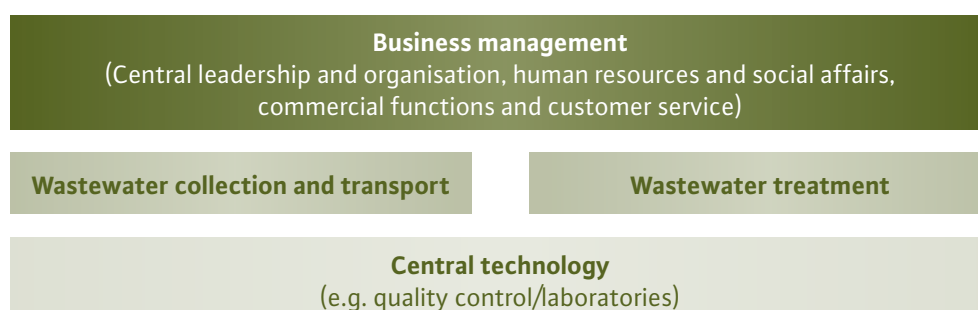 Business management
(Central leadership and organisation, human resources and social affairs,
commercial functions and customer service)
Wastewater collection and transport
Wastewater treatment
Central technology
(e.g. quality control/laboratories)